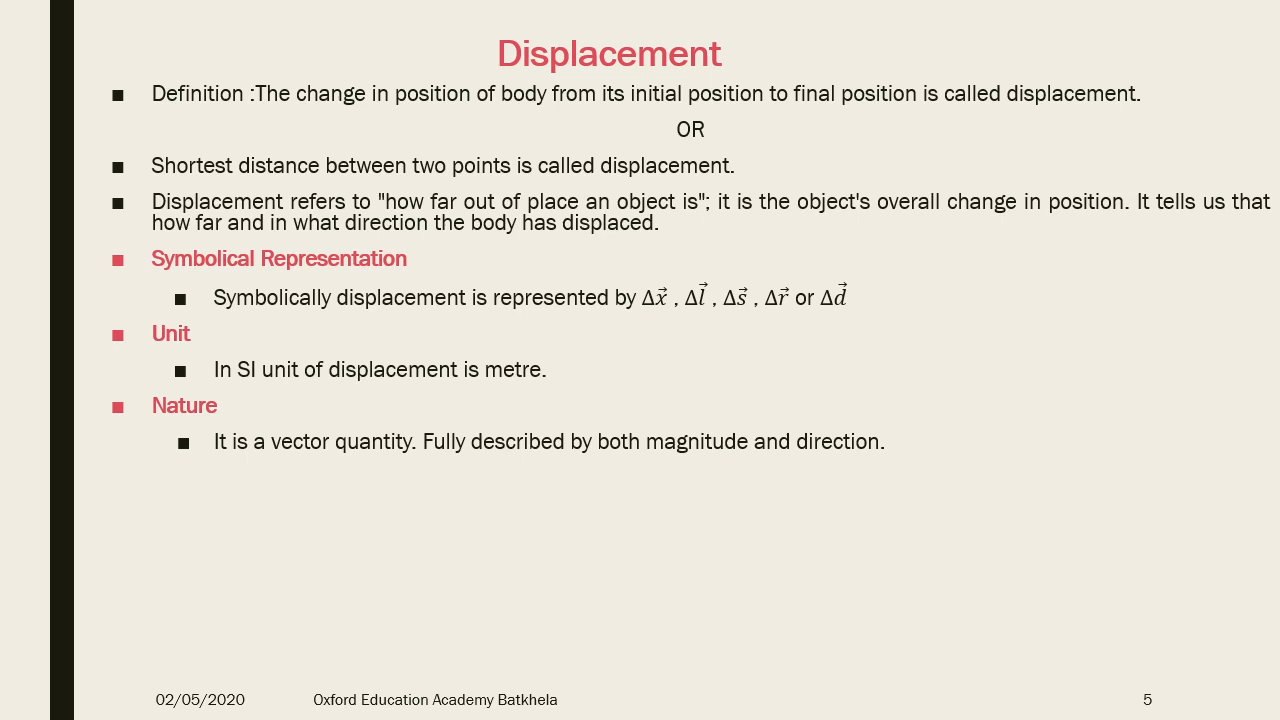 Displacement
■ Definition :The change in position of body from its initial position to final position is called displacement.
OR
■ Shortest distance between two points is called displacement.
■ Displacement refers to "how far out of place an object is"; it is the object's overall change in position. It tells us that
how far and in what direction the body has displaced.
■ Symbolical Representation
■ Symbolically displacement is represented by Δx⃗ , Δl⃗ , Δs⃗ , Δr⃗ or Δd⃗
■ Unit
■ In SI unit of displacement is metre.
■ Nature
■ It is a vector quantity. Fully described by both magnitude and direction.
02/05/2020 Oxford Education Academy Batkhela 5